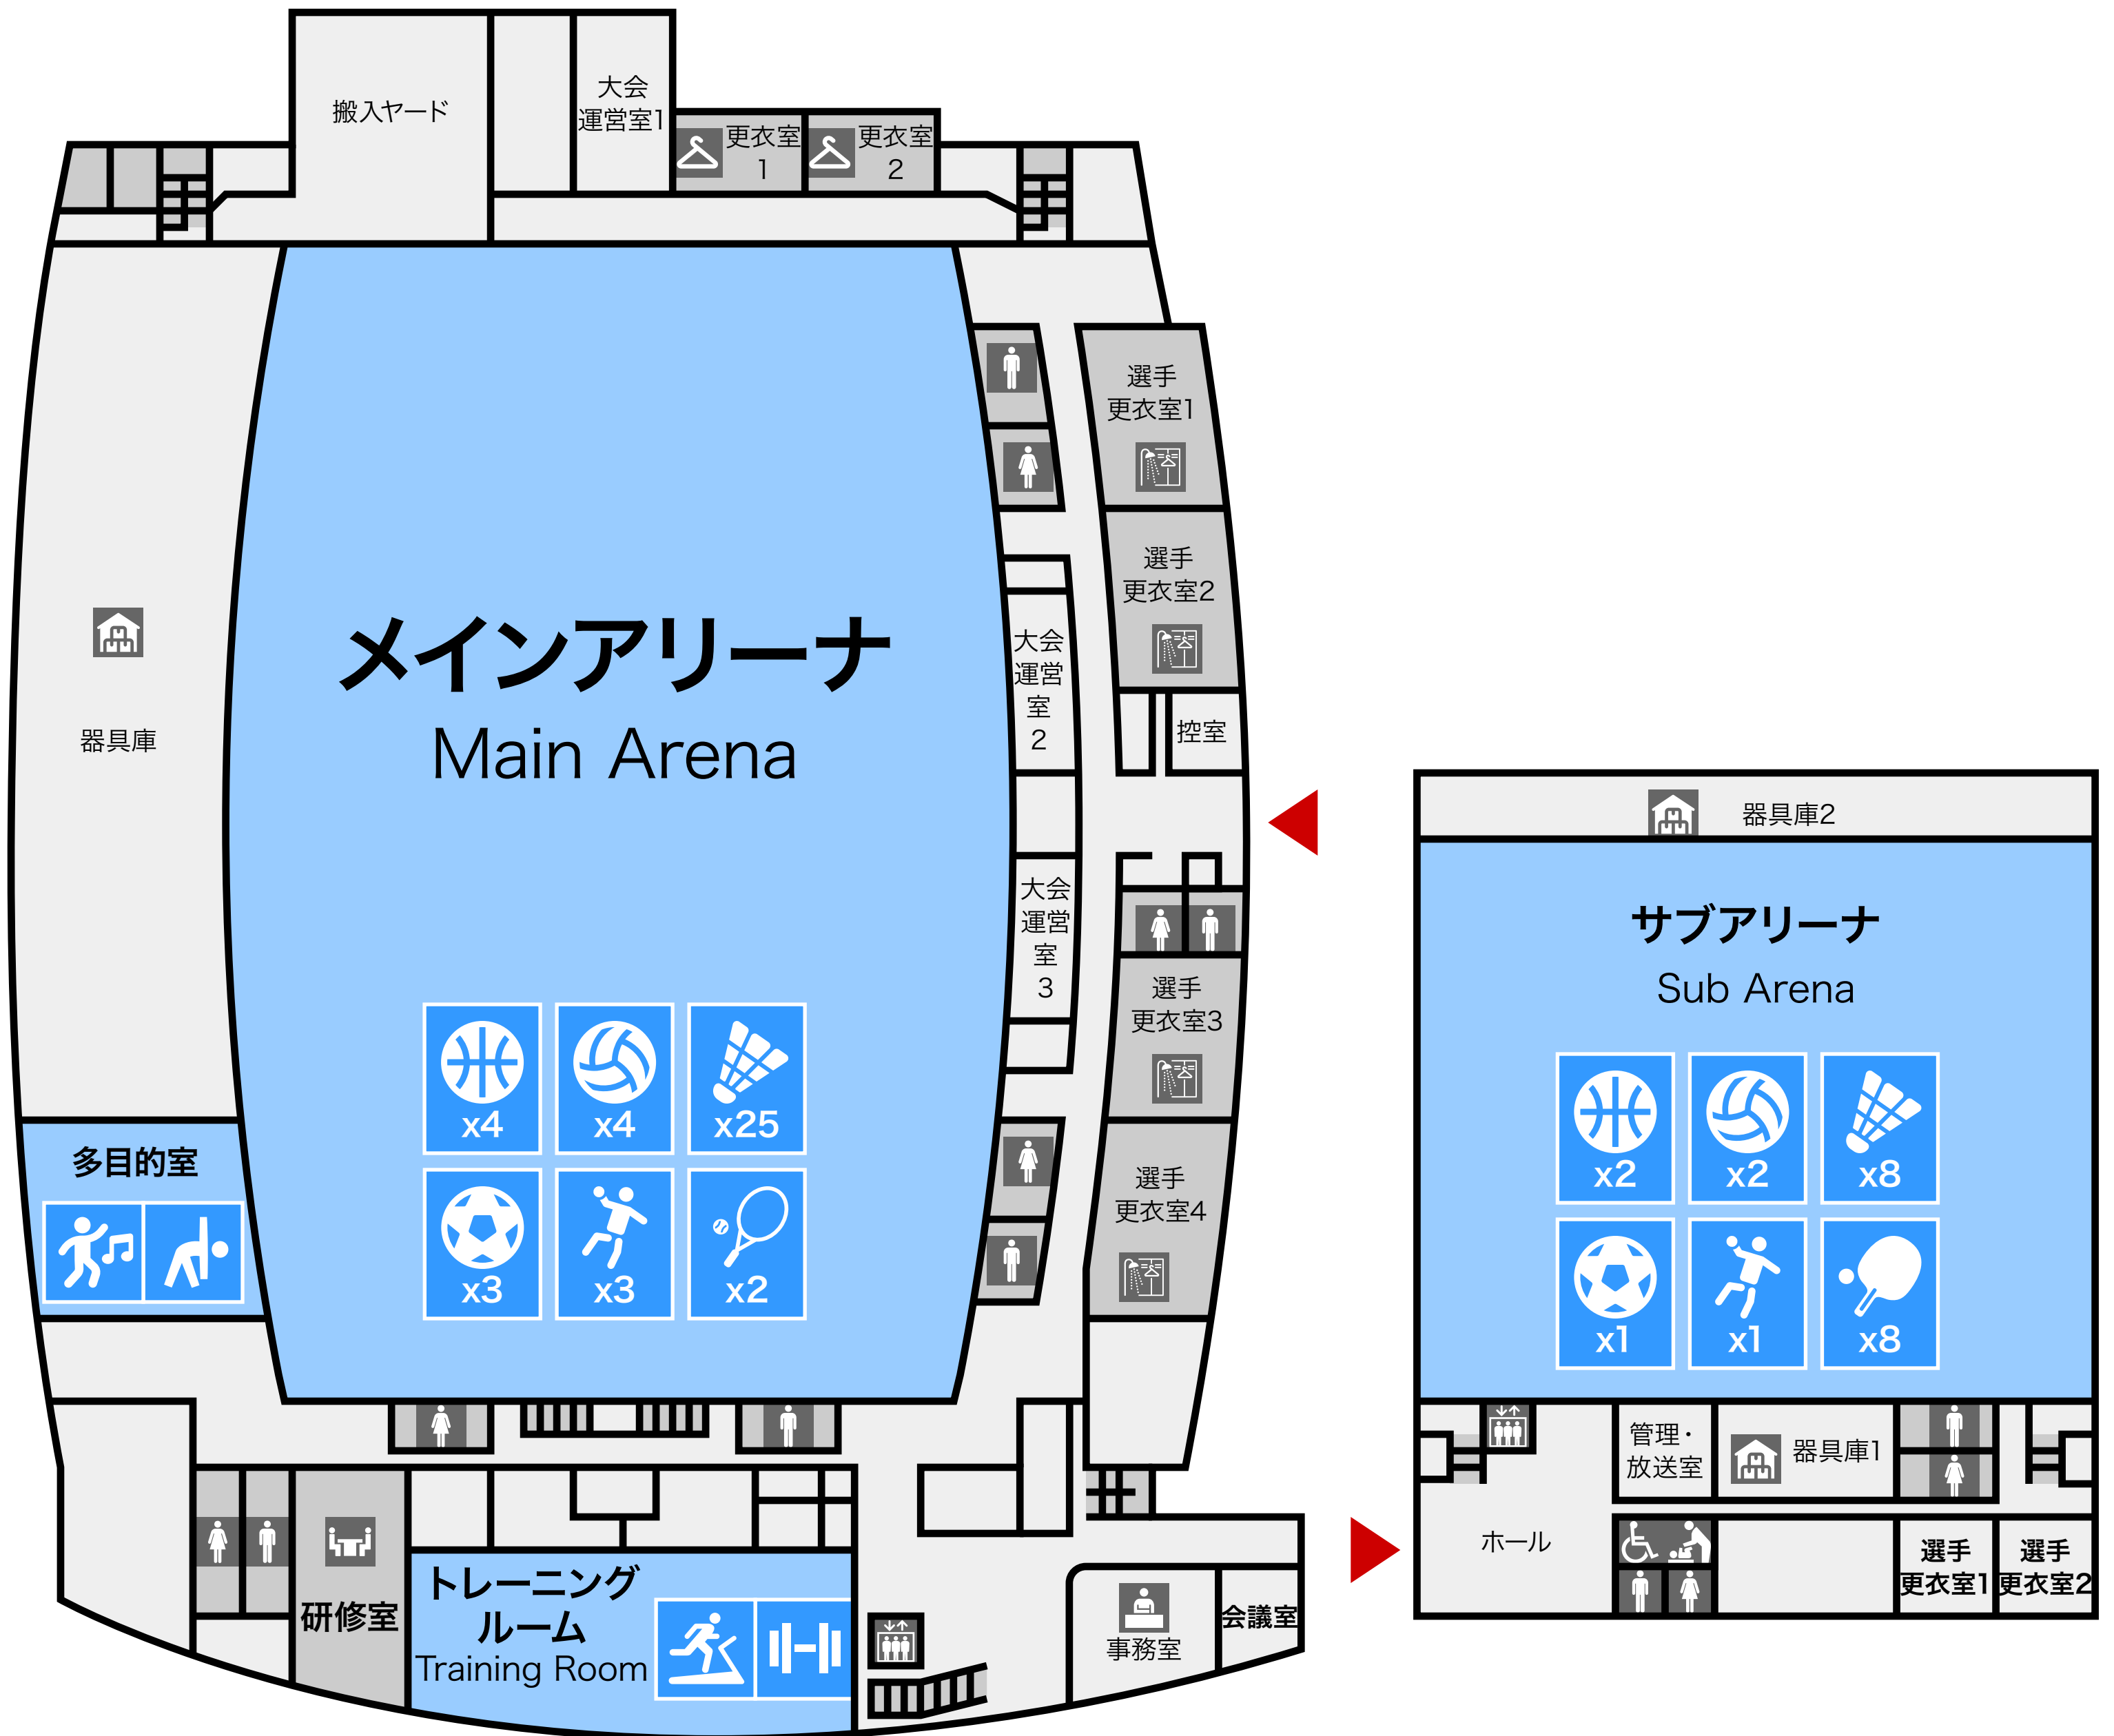 搬入ヤード
大会
運営室1
更衣室
1
更衣室
2
選手
更衣室1
選手
更衣室2
大会
運営
室
2
控室
器具庫
メインアリーナ
Main Arena
大会
運営
室
3
選手
更衣室3
選手
更衣室4
x4
x4
x25
x3
x3
x2
多目的室
研修室
トレーニング
ルーム
Training Room
事務室
会議室
器具庫2
サブアリーナ
Sub Arena
x2
x2
x8
x1
x1
x8
管理・
放送室
器具庫1
ホール
選手
更衣室1
選手
更衣室2